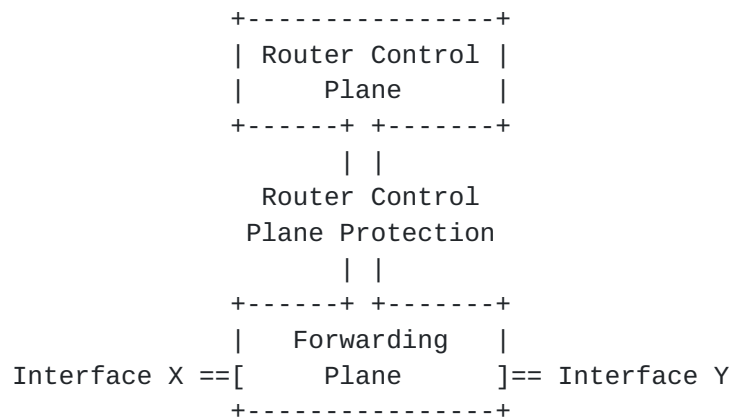 +----------------+
| Router Control |
|     Plane      |
+------+ +-------+
| |
Router Control
Plane Protection
| |
+------+ +-------+
|   Forwarding   |
Interface X ==[     Plane      ]== Interface Y
+----------------+